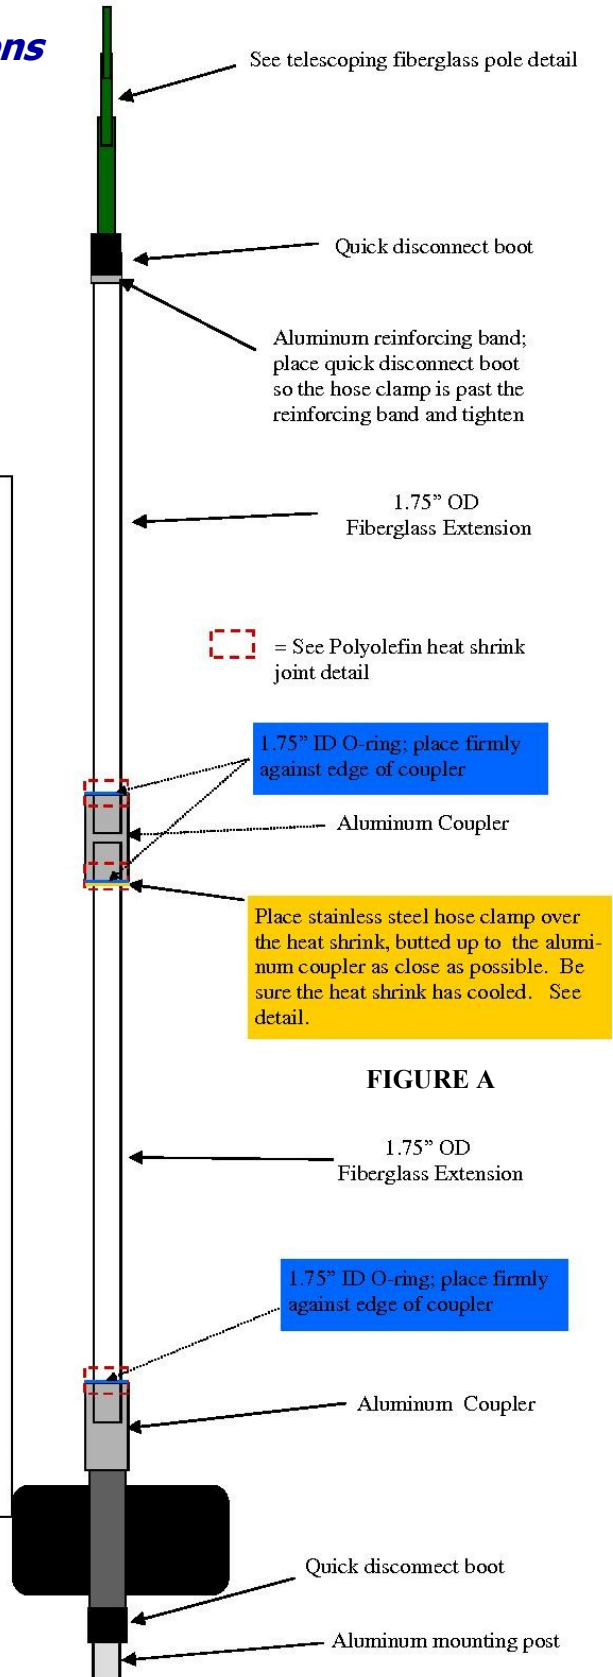 ons
See telescoping fiberglass pole detail
Quick disconnect boot
Aluminum reinforcing band;
place quick disconnect boot
so the hose clamp is past the
reinforcing band and tighten
1.75” OD
Fiberglass Extension
= See Polyolefin heat shrink
joint detail
1.75” ID O-ring; place firmly
against edge of coupler
Aluminum Coupler
Place stainless steel hose clamp over
the heat shrink, butted up to the alumi-
num coupler as close as possible. Be
sure the heat shrink has cooled. See
detail.
FIGURE A
1.75” OD
Fiberglass Extension
1.75” ID O-ring; place firmly
against edge of coupler
Aluminum Coupler
Quick disconnect boot
Aluminum mounting post